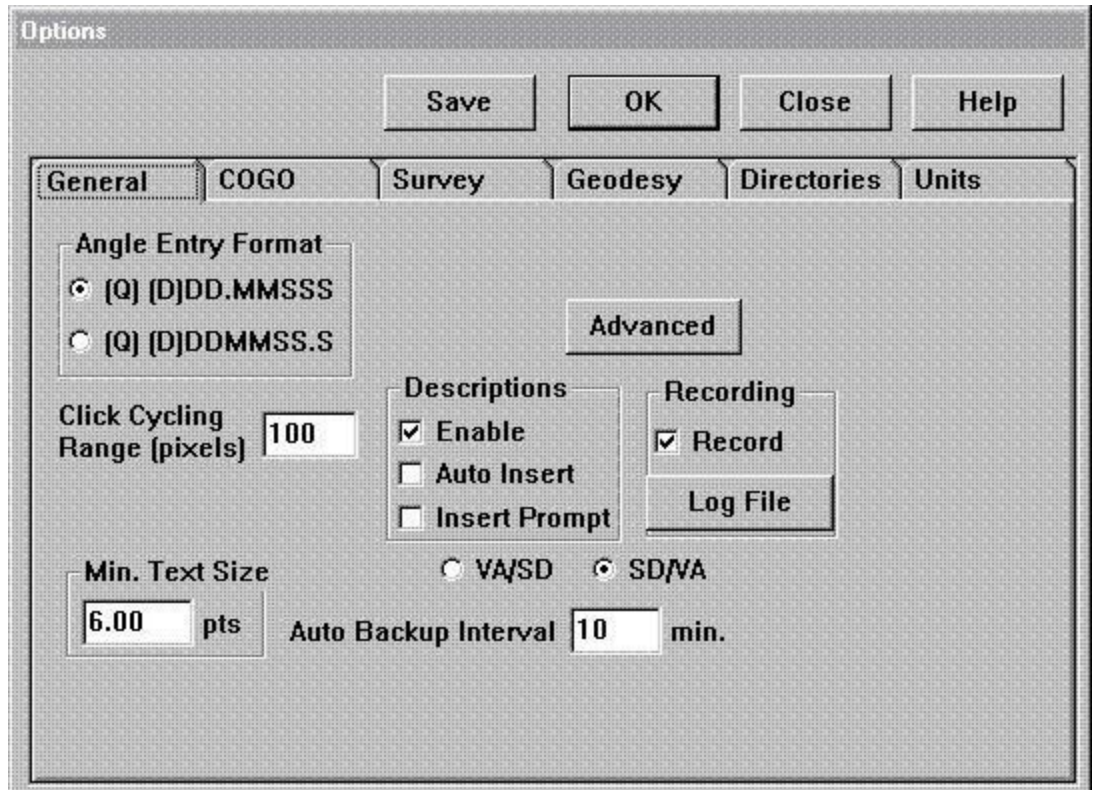 Options
Save OK Close Help
General COGO Survey Geodesy Directories Units
Angle Entry Format
(Q) (D)DD.MMSSS
(Q) (D)DDMMSS.S
Advanced
Click Cycling
Range (pixels) 100
Descriptions
Enable
Auto Insert
Insert Prompt
Recording
Record
Log File
VA/SD SD/VA
Min. Text Size
6.00 pts
Auto Backup Interval 10 min.